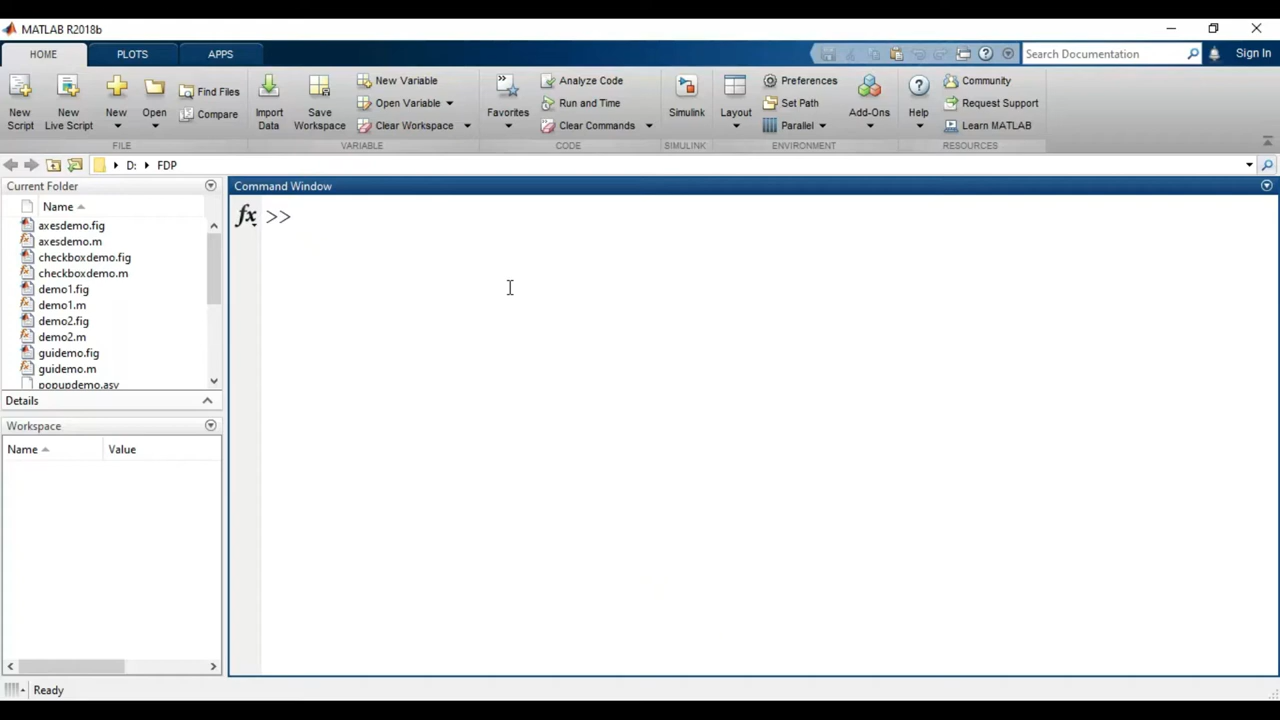 MATLAB R2018b
HOME PLOTS APPS Search Documentation Sign In
New Script New Live Script New Open Find Files Compare
Import Data Save Workspace New Variable Open Variable Clear Workspace
Favorites Analyze Code Run and Time Clear Commands
Simulink Layout Preferences Set Path Parallel Add-Ons
Help Community Request Support Learn MATLAB
FILE VARIABLE CODE SIMULINK ENVIRONMENT RESOURCES
D: FDP
Current Folder
Name
axesdemo.fig
axesdemo.m
checkboxdemo.fig
checkboxdemo.m
demo1.fig
demo1.m
demo2.fig
demo2.m
guidemo.fig
guidemo.m
popupdemo.asv
Details
Workspace
Name Value
Command Window
fx >>
Ready